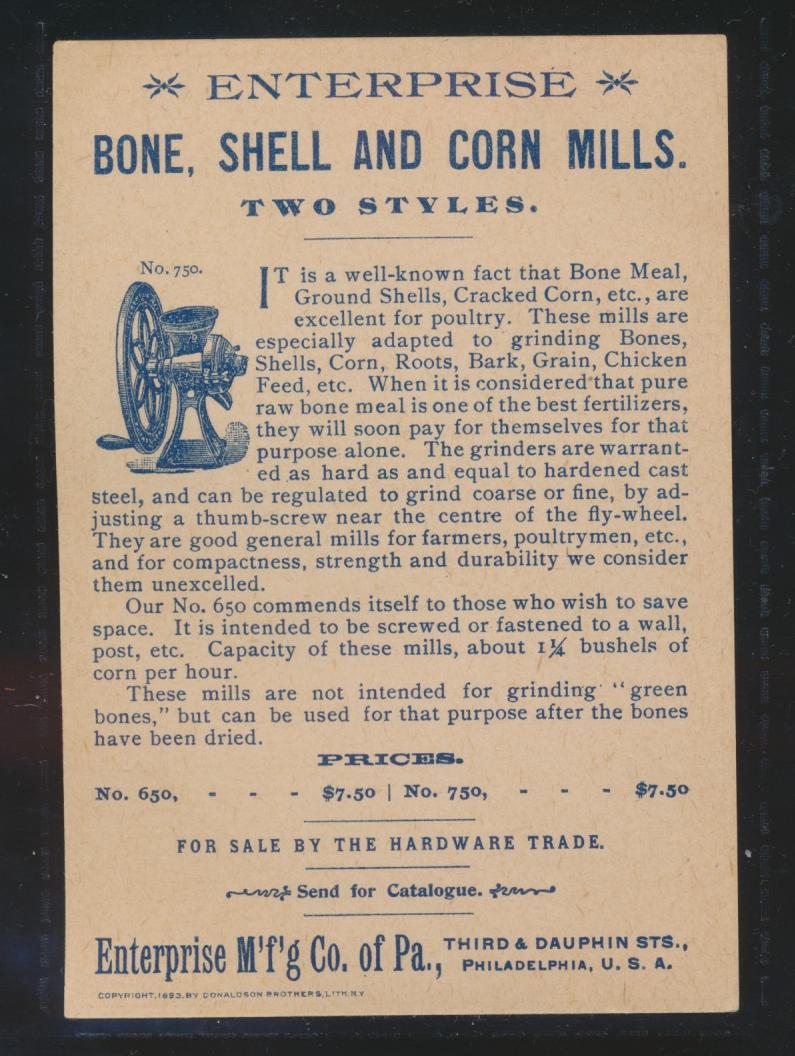 ENTERPRISE
BONE, SHELL AND CORN MILLS.
TWO STYLES.
No. 750.
IT is a well-known fact that Bone Meal,
Ground Shells, Cracked Corn, etc., are
excellent for poultry. These mills are
especially adapted to grinding Bones,
Shells, Corn, Roots, Bark, Grain, Chicken
Feed, etc. When it is considered that pure
raw bone meal is one of the best fertilizers,
they will soon pay for themselves for that
purpose alone. The grinders are warrant-
ed as hard as and equal to hardened cast
steel, and can be regulated to grind coarse or fine, by ad-
justing a thumb-screw near the centre of the fly-wheel.
They are good general mills for farmers, poultrymen, etc.,
and for compactness, strength and durability we consider
them unexcelled.
Our No. 650 commends itself to those who wish to save
space. It is intended to be screwed or fastened to a wall,
post, etc. Capacity of these mills, about 1¼ bushels of
corn per hour.
These mills are not intended for grinding "green
bones," but can be used for that purpose after the bones
have been dried.
PRICES.
No. 650, - - - $7.50 | No. 750, - - - $7.50
FOR SALE BY THE HARDWARE TRADE.
Send for Catalogue.
Enterprise M'f'g Co. of Pa., THIRD & DAUPHIN STS.,
PHILADELPHIA, U. S. A.
COPYRIGHT, 1893, BY DONALDSON BROTHERS, LITH. N.Y